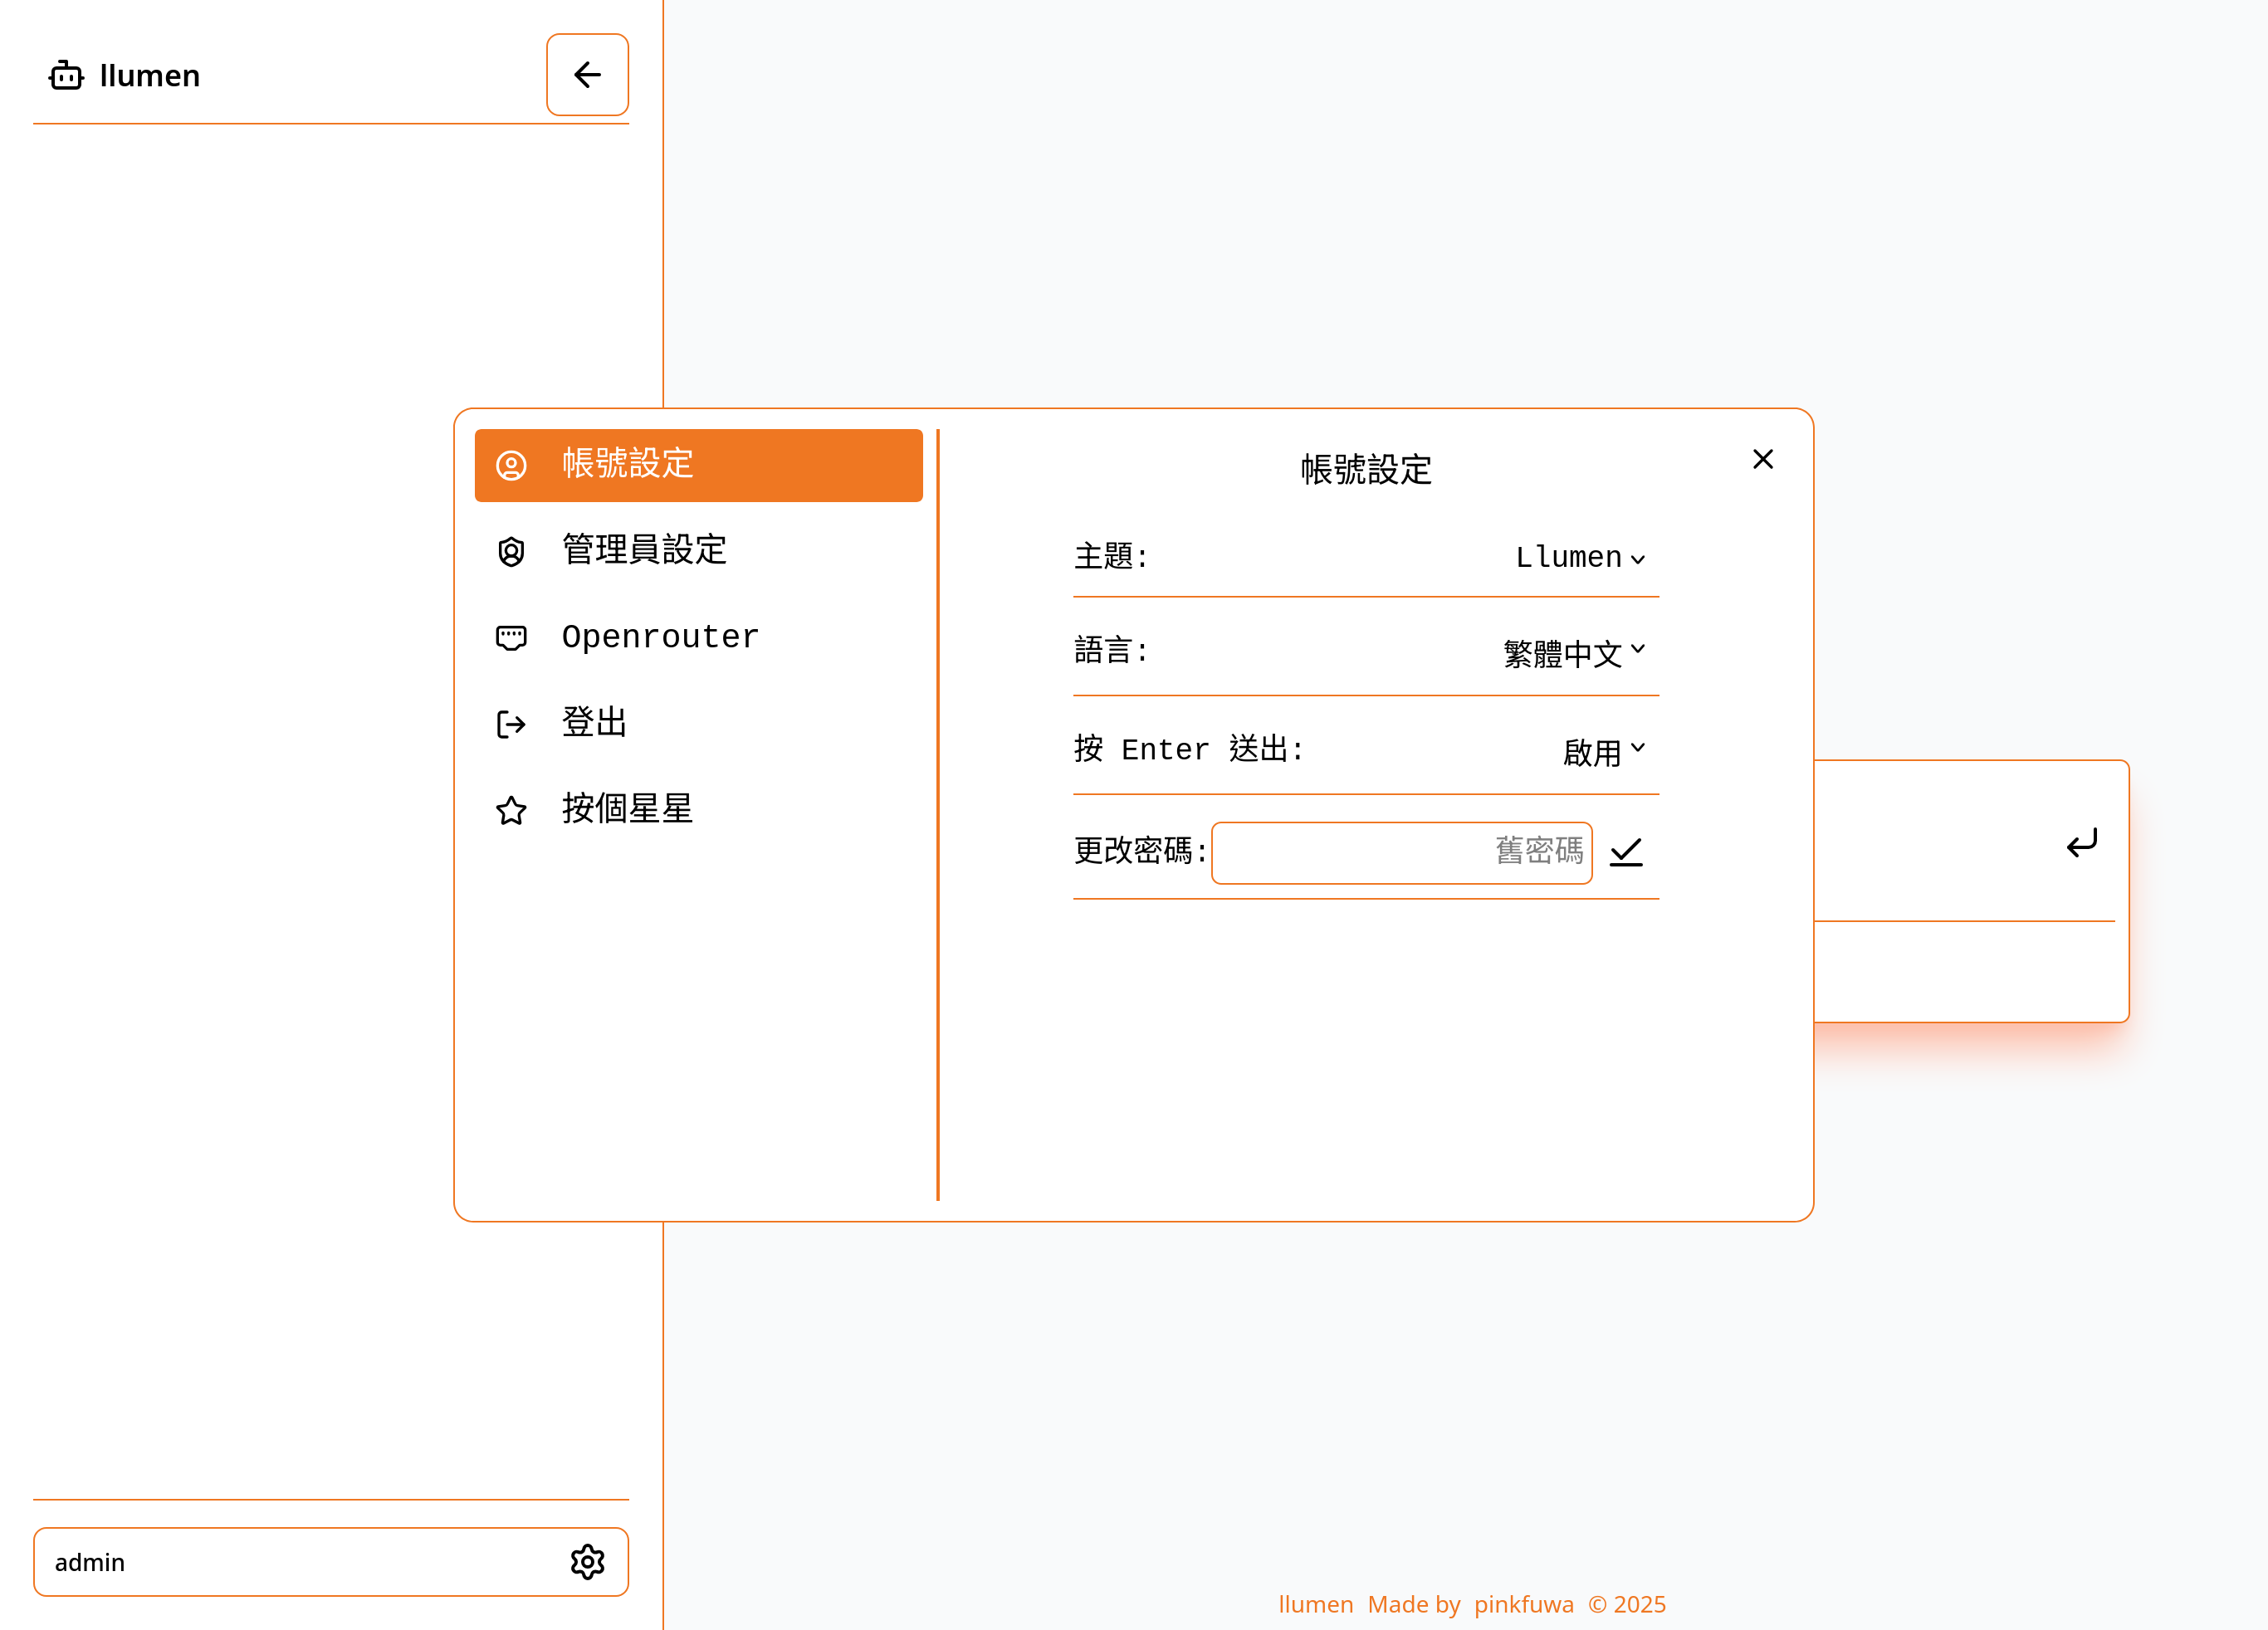 llumen
帳號設定
管理員設定
Openrouter
登出
按個星星
帳號設定
主題: Llumen
語言: 繁體中文
按 Enter 送出: 啟用
更改密碼: 舊密碼
admin
llumen Made by pinkfuwa © 2025